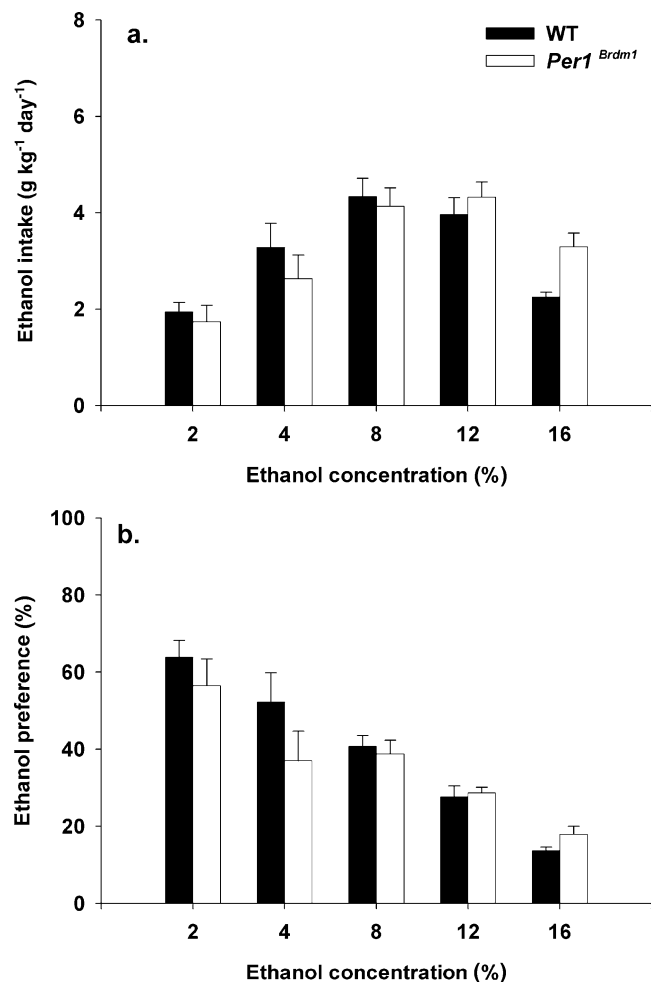 a.
WT
Per1 Brdm1
Ethanol intake (g kg-1 day-1)
8
6
4
2
0
2 4 8 12 16
Ethanol concentration (%)
b.
Ethanol preference (%)
100
80
60
40
20
0
2 4 8 12 16
Ethanol concentration (%)